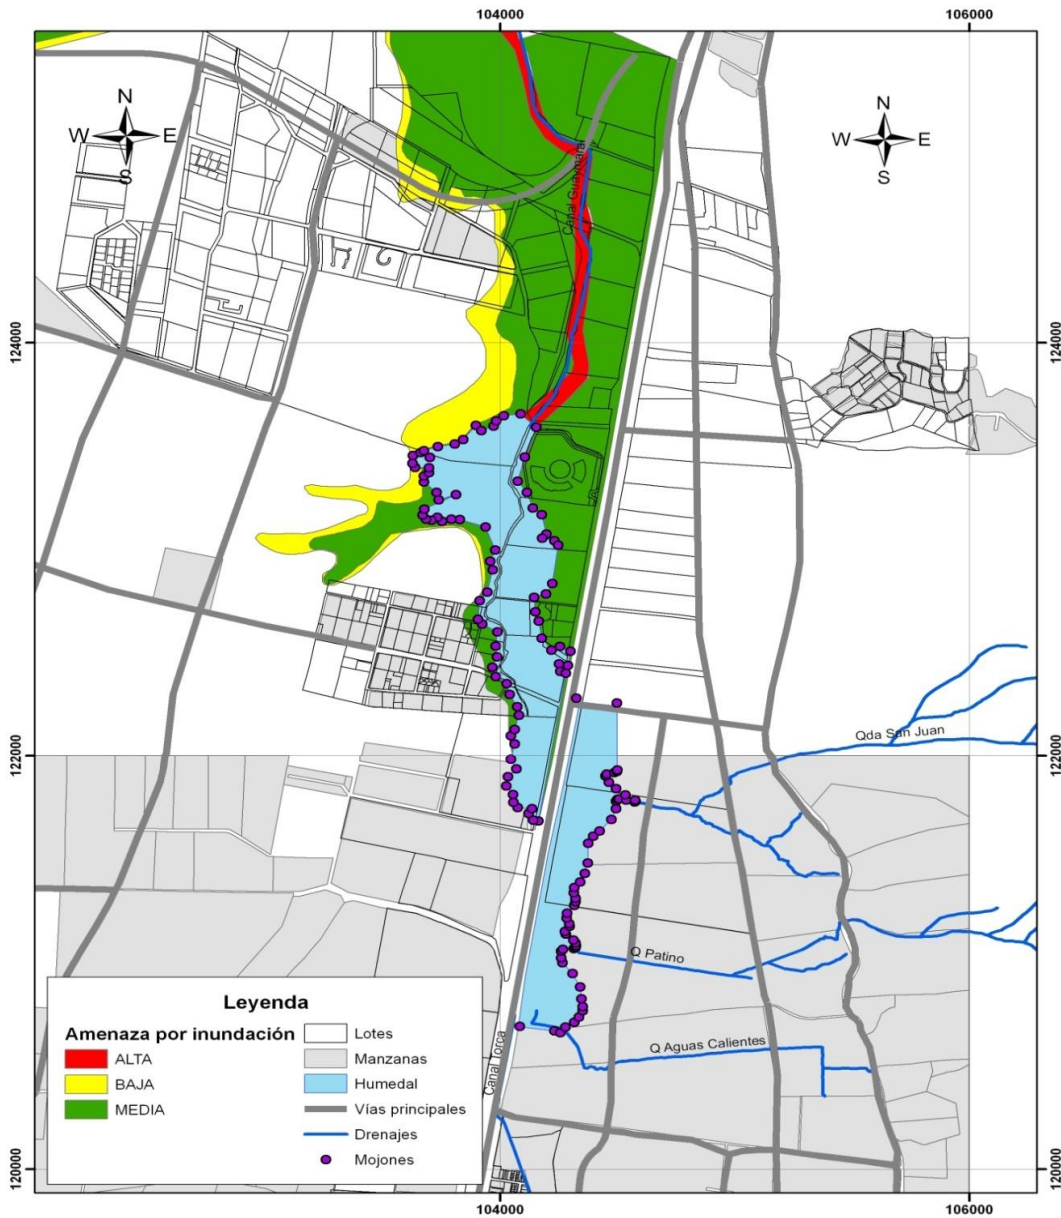 104000 106000
N
W E
S
N
W E
S
Canal Guaymaral
124000 124000
122000 122000
Qda San Juan
Q Patino
Q Aguas Calientes
Canal Torca
Leyenda
Amenaza por inundación
ALTA
BAJA
MEDIA
Lotes
Manzanas
Humedal
Vías principales
Drenajes
Mojones
120000 120000
104000 106000